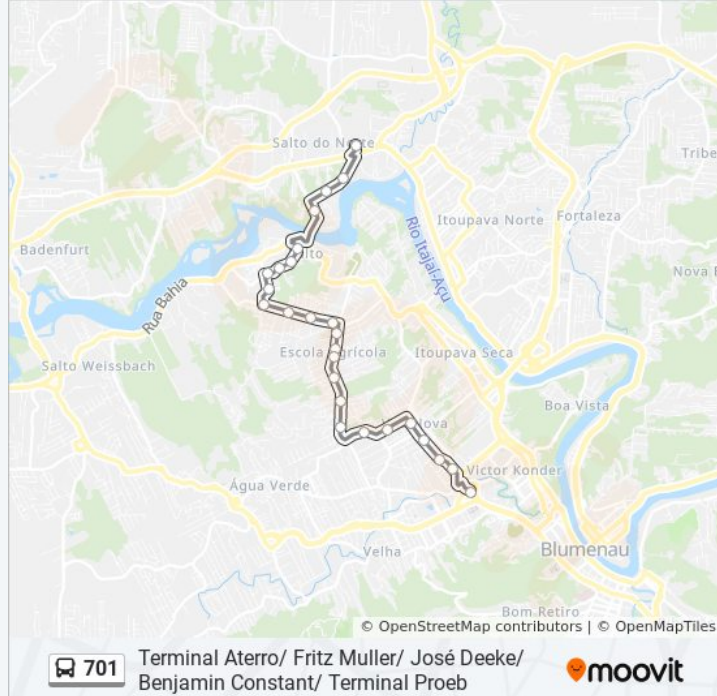 Salto do Norte
Tribe
Itoupava Norte
Fortaleza
Rio Itajaí-Açu
Badenfurt
Nova E
Rua Bahia
Escola Agrícola
Itoupava Seca
Salto Weissbach
Boa Vista
Nova
Victor Konder
Água Verde
Blumenau
Velha
Bom Retiro
© OpenStreetMap contributors | © OpenMapTiles
701
Terminal Aterro/ Fritz Muller/ José Deeke/
Benjamin Constant/ Terminal Proeb
moovit